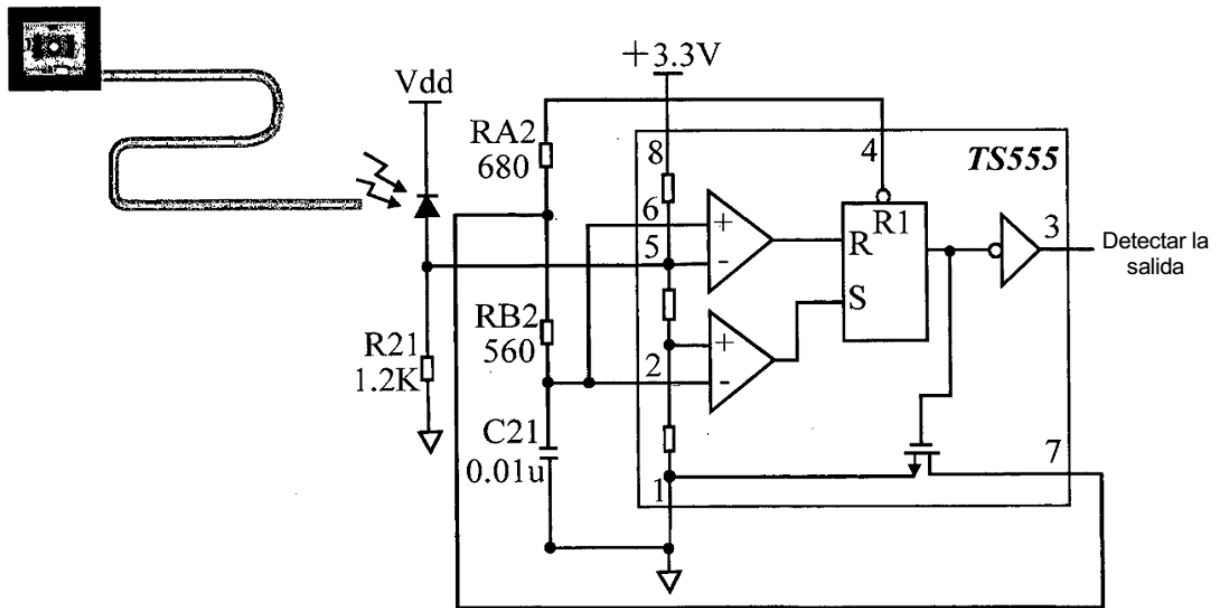 +3.3V
Vdd
RA2
680
8
4
TS555
6
5
+
-
R
R1
3
Detectar la
salida
S
RB2
560
2
+
-
R21
1.2K
C21
0.01u
1
7